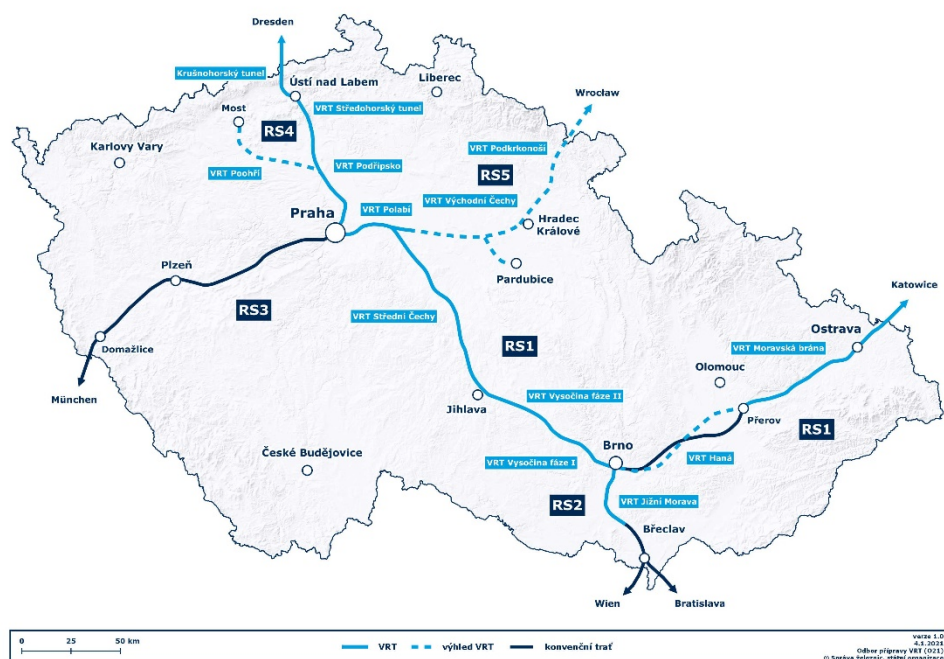 Dresden
Krušnohorský tunel
Ústí nad Labem
Liberec
Wrocław
VRT Středohorský tunel
Most
RS4
VRT Podkrkonoší
Karlovy Vary
VRT Poohří
VRT Podřipsko
RS5
VRT Východní Čechy
Praha
VRT Polabí
Hradec
Králové
Plzeň
Pardubice
RS3
Katowice
VRT Střední Čechy
Ostrava
Domažlice
RS1
VRT Moravská brána
Olomouc
München
Jihlava
VRT Vysočina fáze II
Přerov
RS1
Brno
České Budějovice
VRT Vysočina fáze I
VRT Haná
RS2
VRT Jižní Morava
Břeclav
Wien
Bratislava
0 25 50 km
VRT
výhled VRT
konvenční trať
verze 1.0
4.1.2021
Odbor přípravy VRT (O21)
© Správa železnic, státní organizace